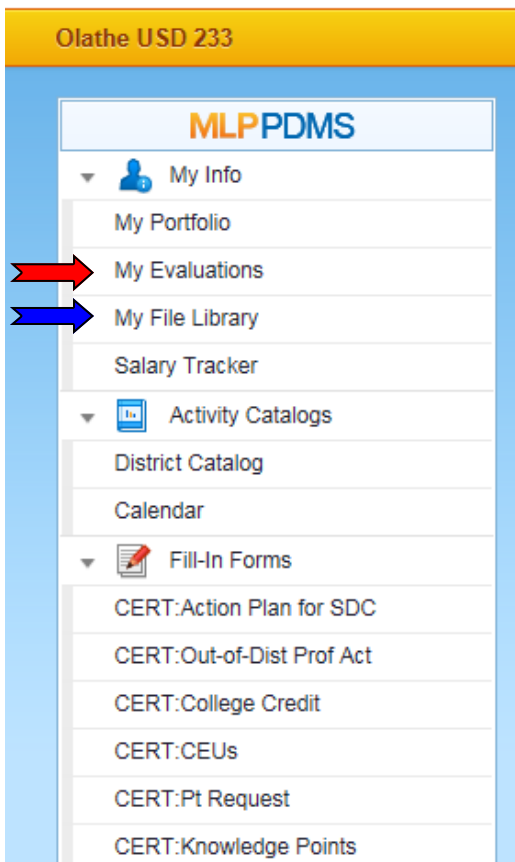 Olathe USD 233
MLPPDMS
My Info
My Portfolio
My Evaluations
My File Library
Salary Tracker
Activity Catalogs
District Catalog
Calendar
Fill-In Forms
CERT:Action Plan for SDC
CERT:Out-of-Dist Prof Act
CERT:College Credit
CERT:CEUs
CERT:Pt Request
CERT:Knowledge Points